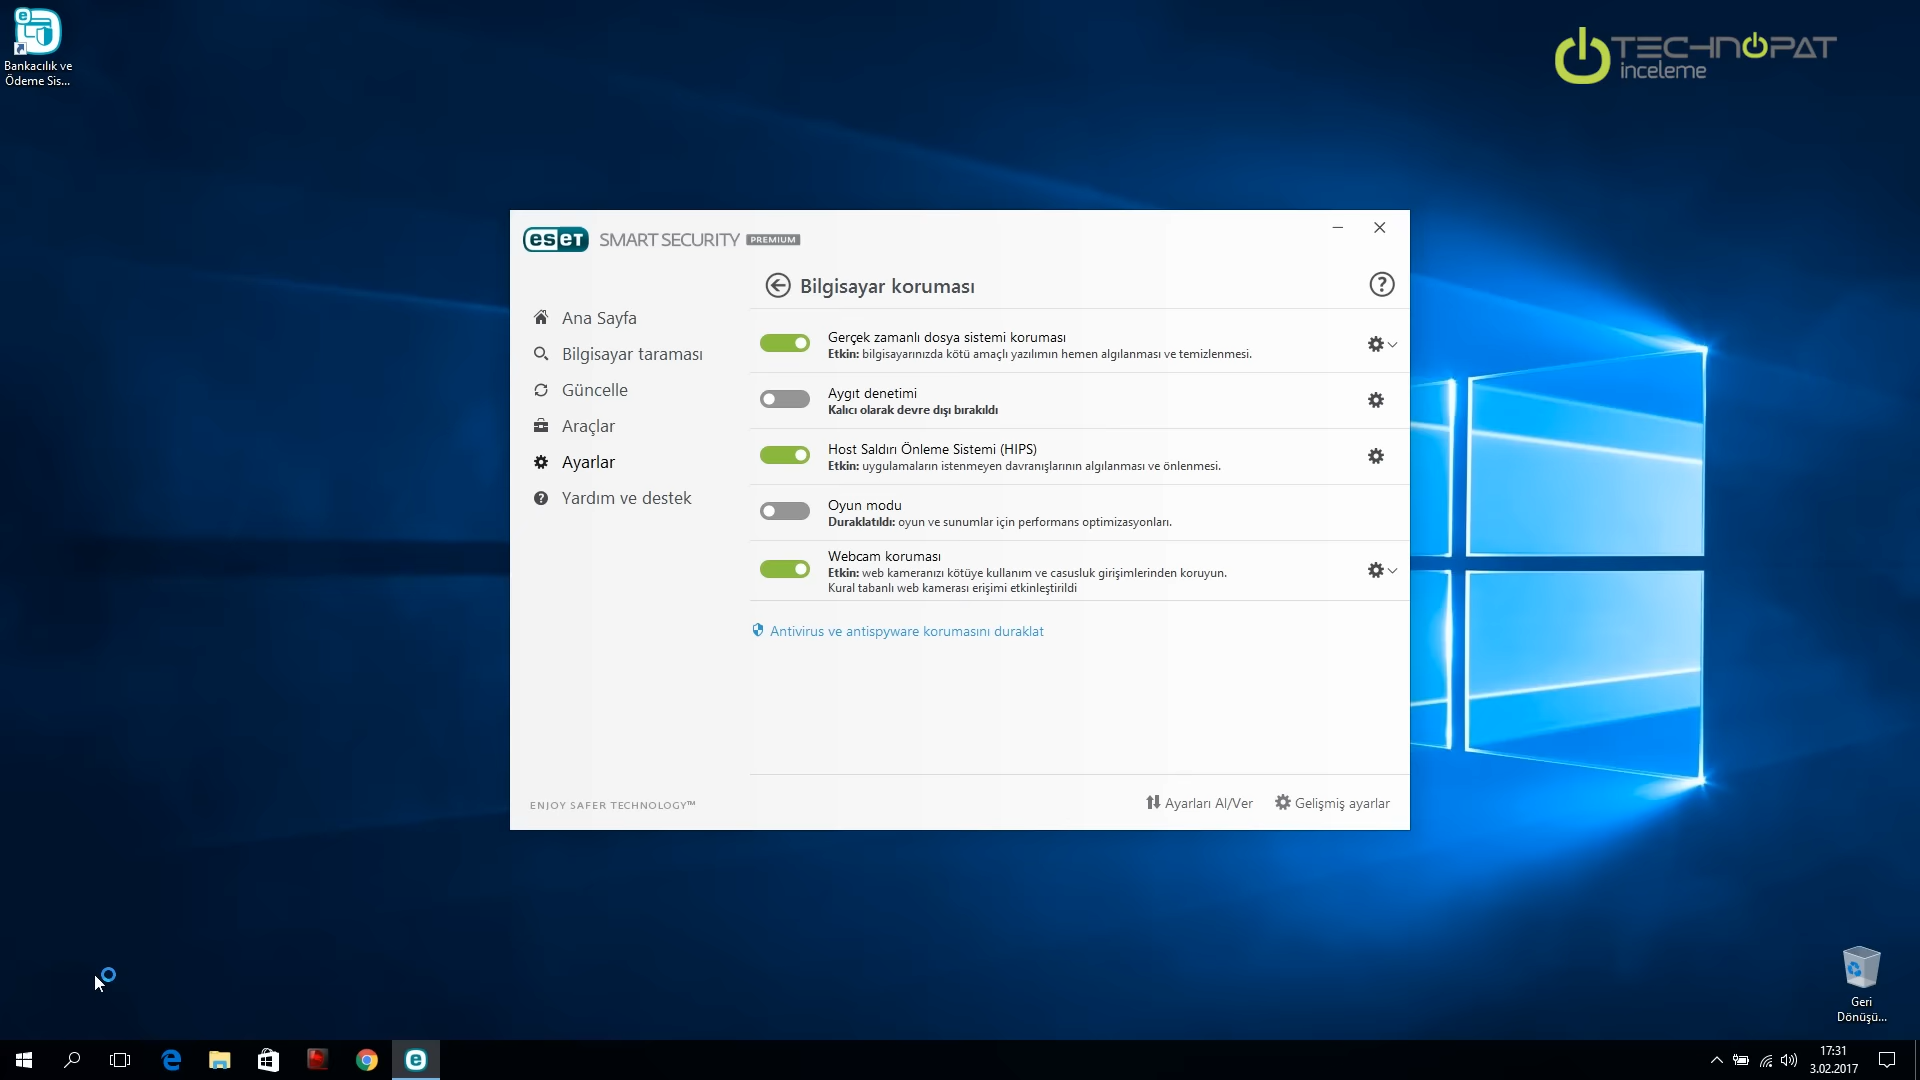 Bankacılık ve
Ödeme Sis...
TECHNOPAT
inceleme
eset SMART SECURITY PREMIUM
Bilgisayar koruması
?
Ana Sayfa
Bilgisayar taraması
Güncelle
Araçlar
Ayarlar
Yardım ve destek
Gerçek zamanlı dosya sistemi koruması
Etkin: bilgisayarınızda kötü amaçlı yazılımın hemen algılanması ve temizlenmesi.
Aygıt denetimi
Kalıcı olarak devre dışı bırakıldı
Host Saldırı Önleme Sistemi (HIPS)
Etkin: uygulamaların istenmeyen davranışlarının algılanması ve önlenmesi.
Oyun modu
Duraklatıldı: oyun ve sunumlar için performans optimizasyonları.
Webcam koruması
Etkin: web kameranızı kötüye kullanım ve casusluk girişimlerinden koruyun.
Kural tabanlı web kamerası erişimi etkinleştirildi
Antivirus ve antispyware korumasını duraklat
ENJOY SAFER TECHNOLOGY™
Ayarları Al/Ver
Gelişmiş ayarlar
Geri
Dönüşü...
17:31
3.02.2017